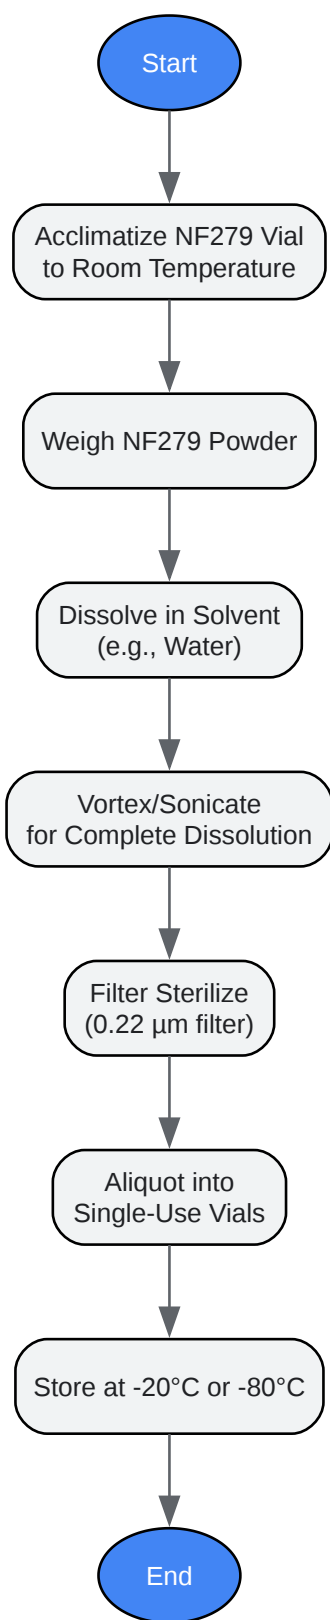 Start
Acclimatize NF279 Vial
to Room Temperature
Weigh NF279 Powder
Dissolve in Solvent
(e.g., Water)
Vortex/Sonicate
for Complete Dissolution
Filter Sterilize
(0.22 µm filter)
Aliquot into
Single-Use Vials
Store at -20°C or -80°C
End